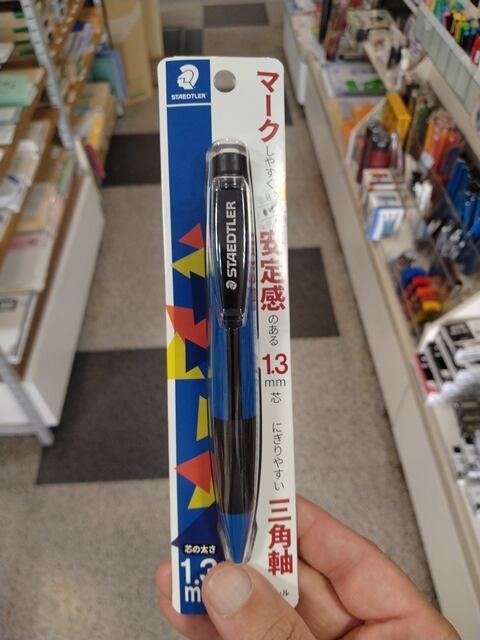 STAEDTLER
マーク
しやすく
安定感
のある
1.3
mm
芯
にぎりやすい
三角軸
STAEDTLER
芯の太さ
1.3